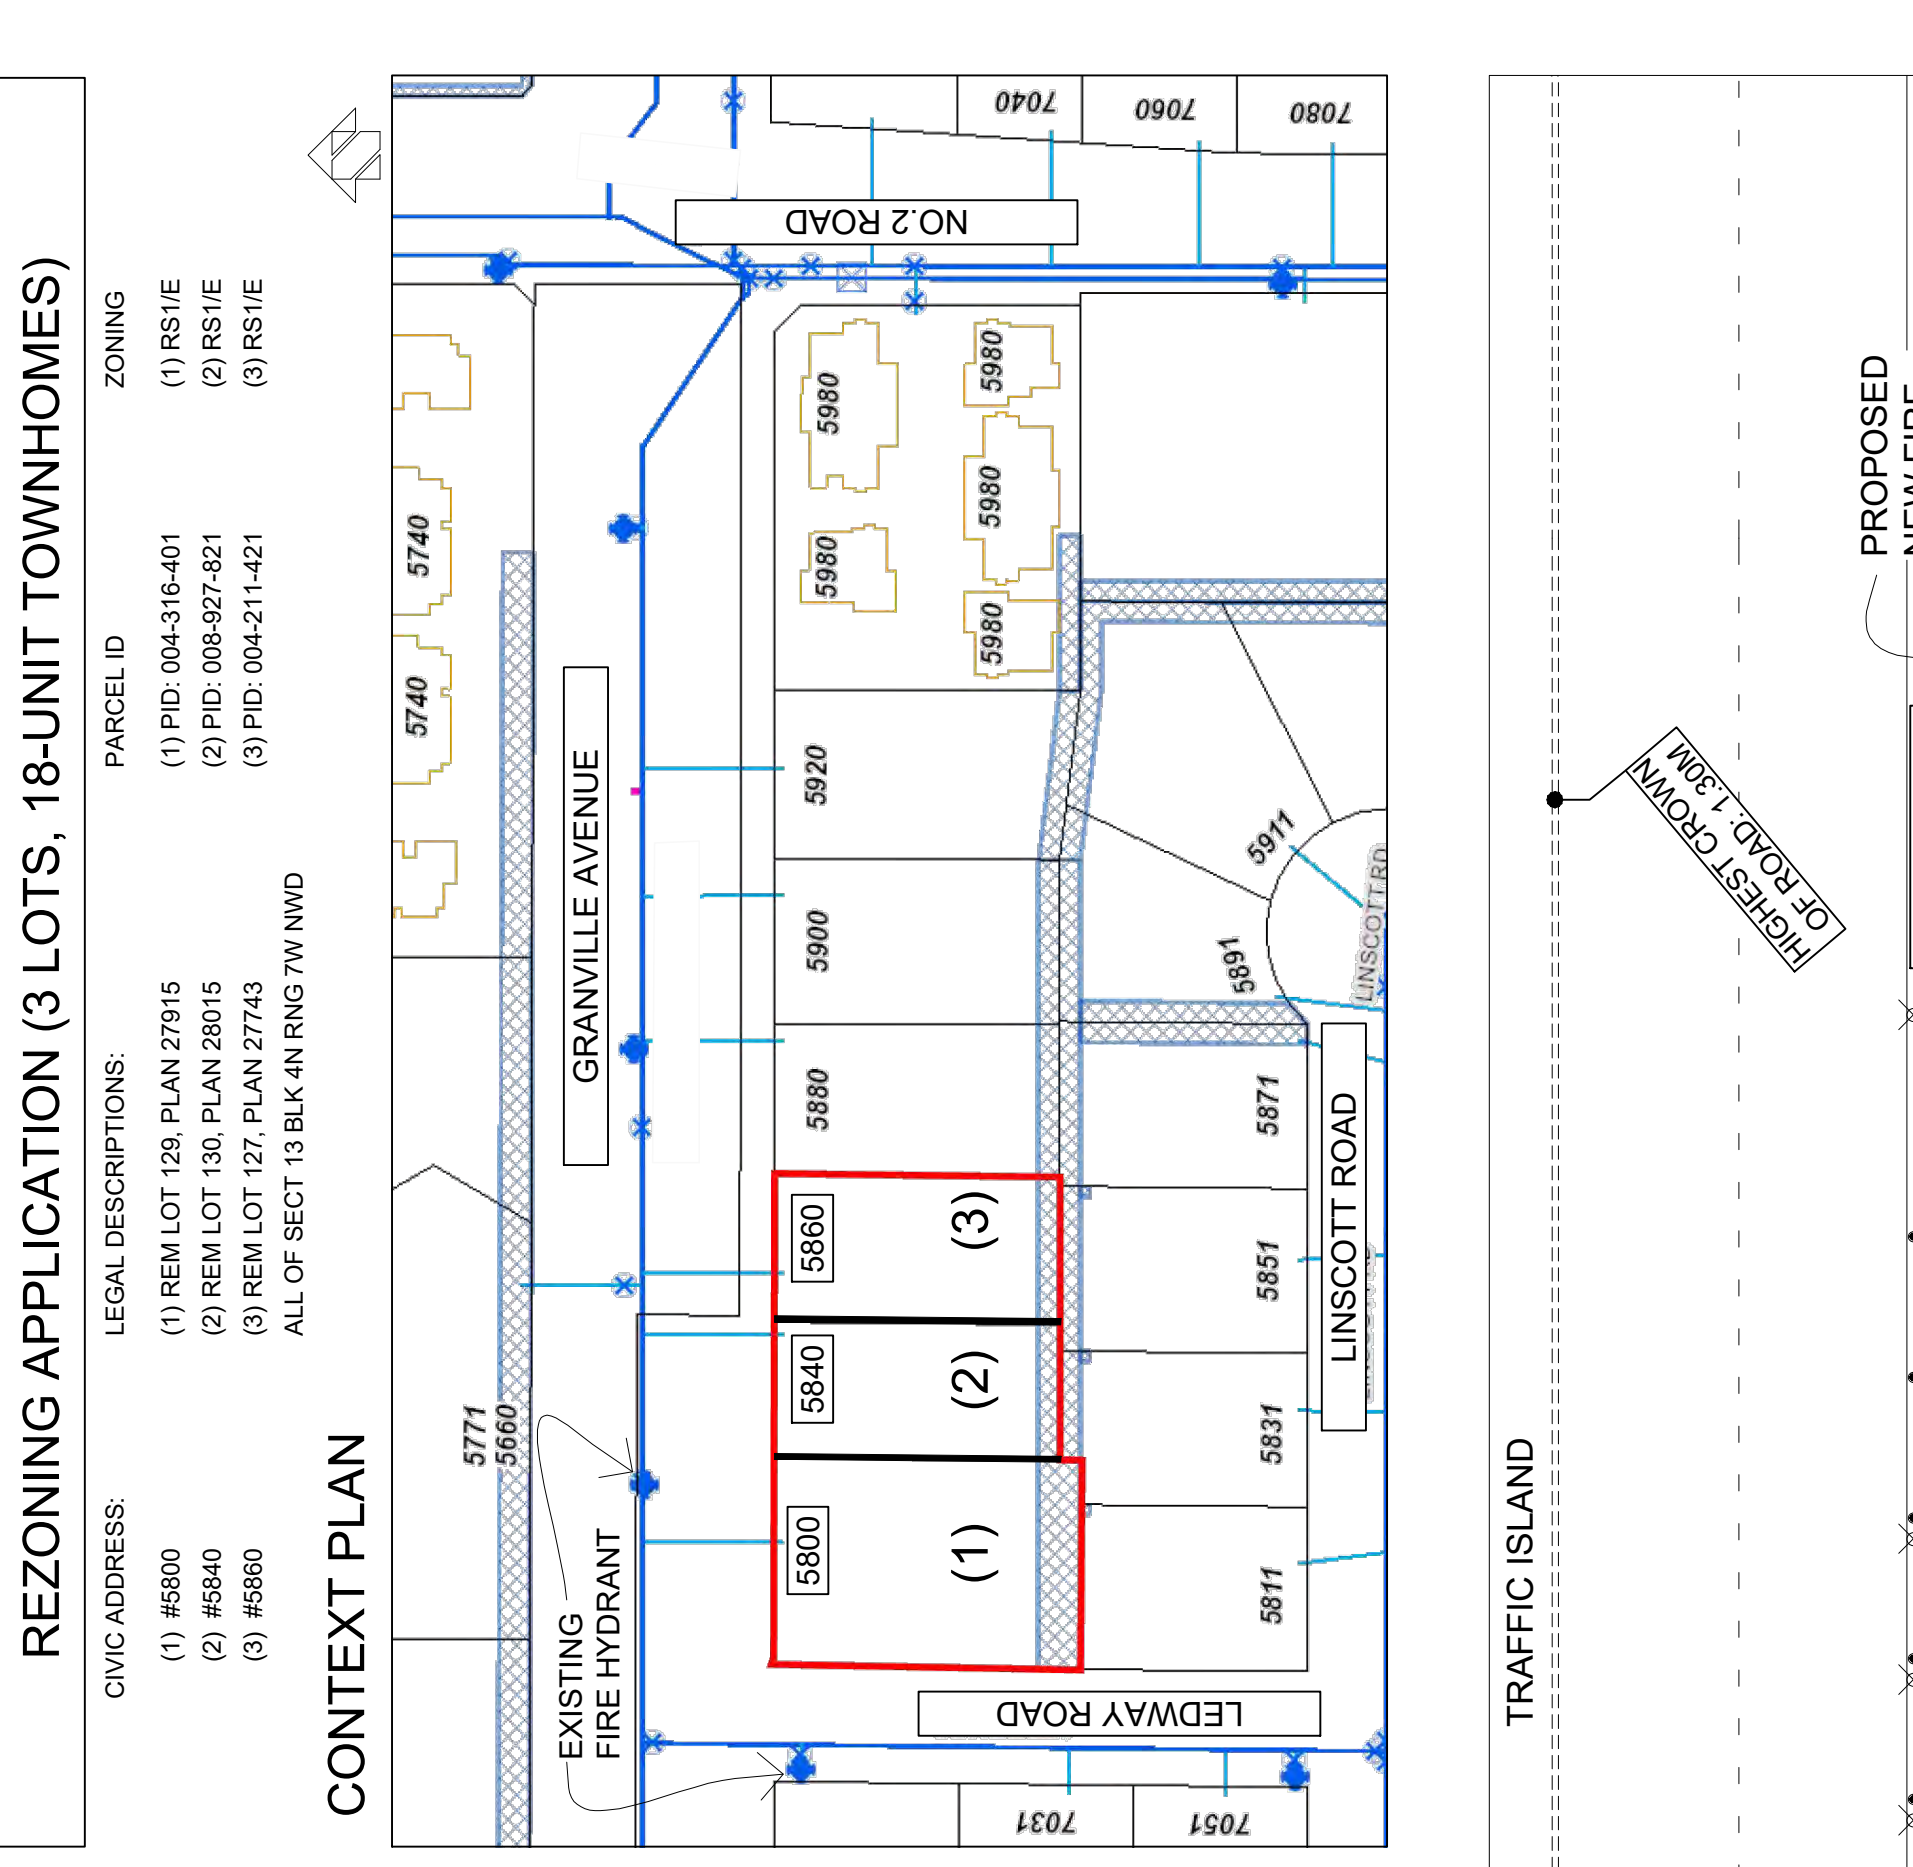 REZONING APPLICATION (3 LOTS, 18-UNIT TOWNHOMES)
CIVIC ADDRESS: LEGAL DESCRIPTIONS: PARCEL ID ZONING
(1) #5800 (1) REM LOT 129, PLAN 27915 (1) PID: 004-316-401 (1) RS1/E
(2) #5840 (2) REM LOT 130, PLAN 28015 (2) PID: 008-927-821 (2) RS1/E
(3) #5860 (3) REM LOT 127, PLAN 27743 (3) PID: 004-211-421 (3) RS1/E
ALL OF SECT 13 BLK 4N RNG 7W NWD
CONTEXT PLAN
5740
5740
5771
5660
EXISTING
FIRE HYDRANT
GRANVILLE AVENUE
NO.2 ROAD
7040
7060
7080
5800
5840
5860
5880
5900
5920
5980
5980
5980
5980
5980
(1)
(2)
(3)
LEDWAY ROAD
7031
7051
5811
5831
5851
5871
5891
5911
LINSCOTT ROAD
LINSCOTT RD
TRAFFIC ISLAND
HIGHEST CROWN
OF ROAD: 1.30M
PROPOSED
NEW FIRE